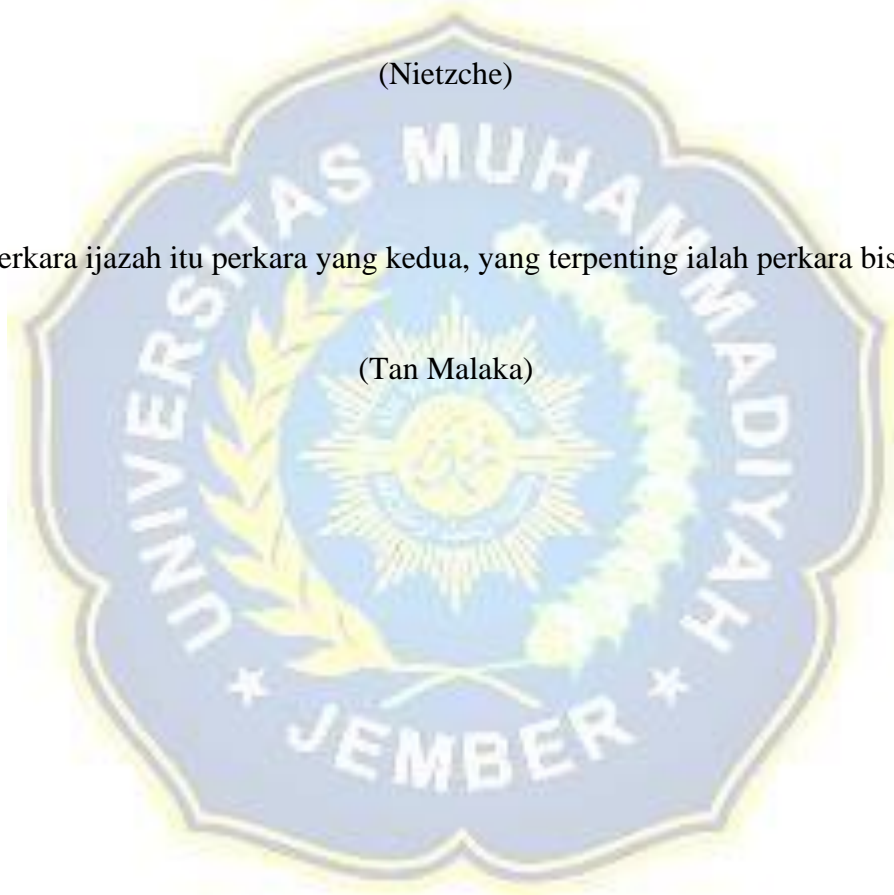 (Nietzche)
erkara ijazah itu perkara yang kedua, yang terpenting ialah perkara bis
(Tan Malaka)
UNIVERSITAS MUHAMMADIYAH
JEMBER